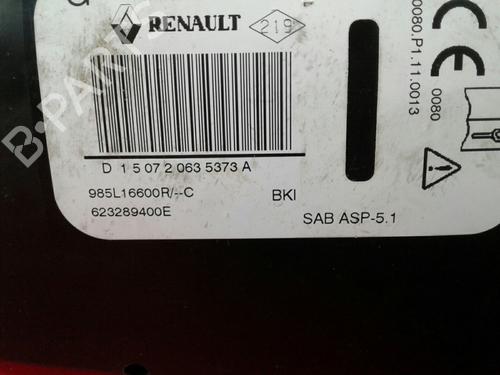 RENAULT
219
D 1 5 07 2 063 5373 A
985L16600R/--C
BKI
623289400E
SAB ASP-5.1
0080.P1.11.0013
0080
B-PARTS